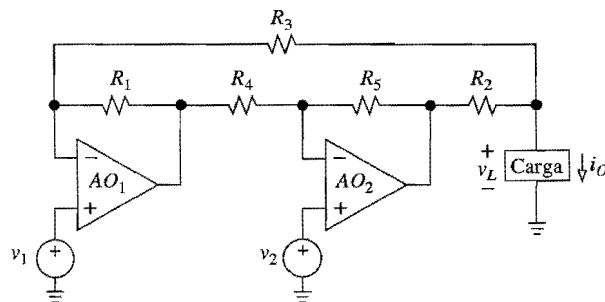 R3
R1
R4
R5
R2
−
AO1
+
−
AO2
+
+
vL
−
Carga
iO
v1
+
v2
+